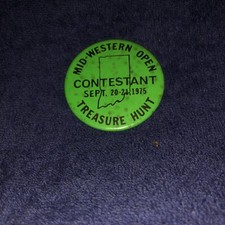 MID-WESTERN OPEN
CONTESTANT
SEPT. 20-21, 1975
TREASURE HUNT